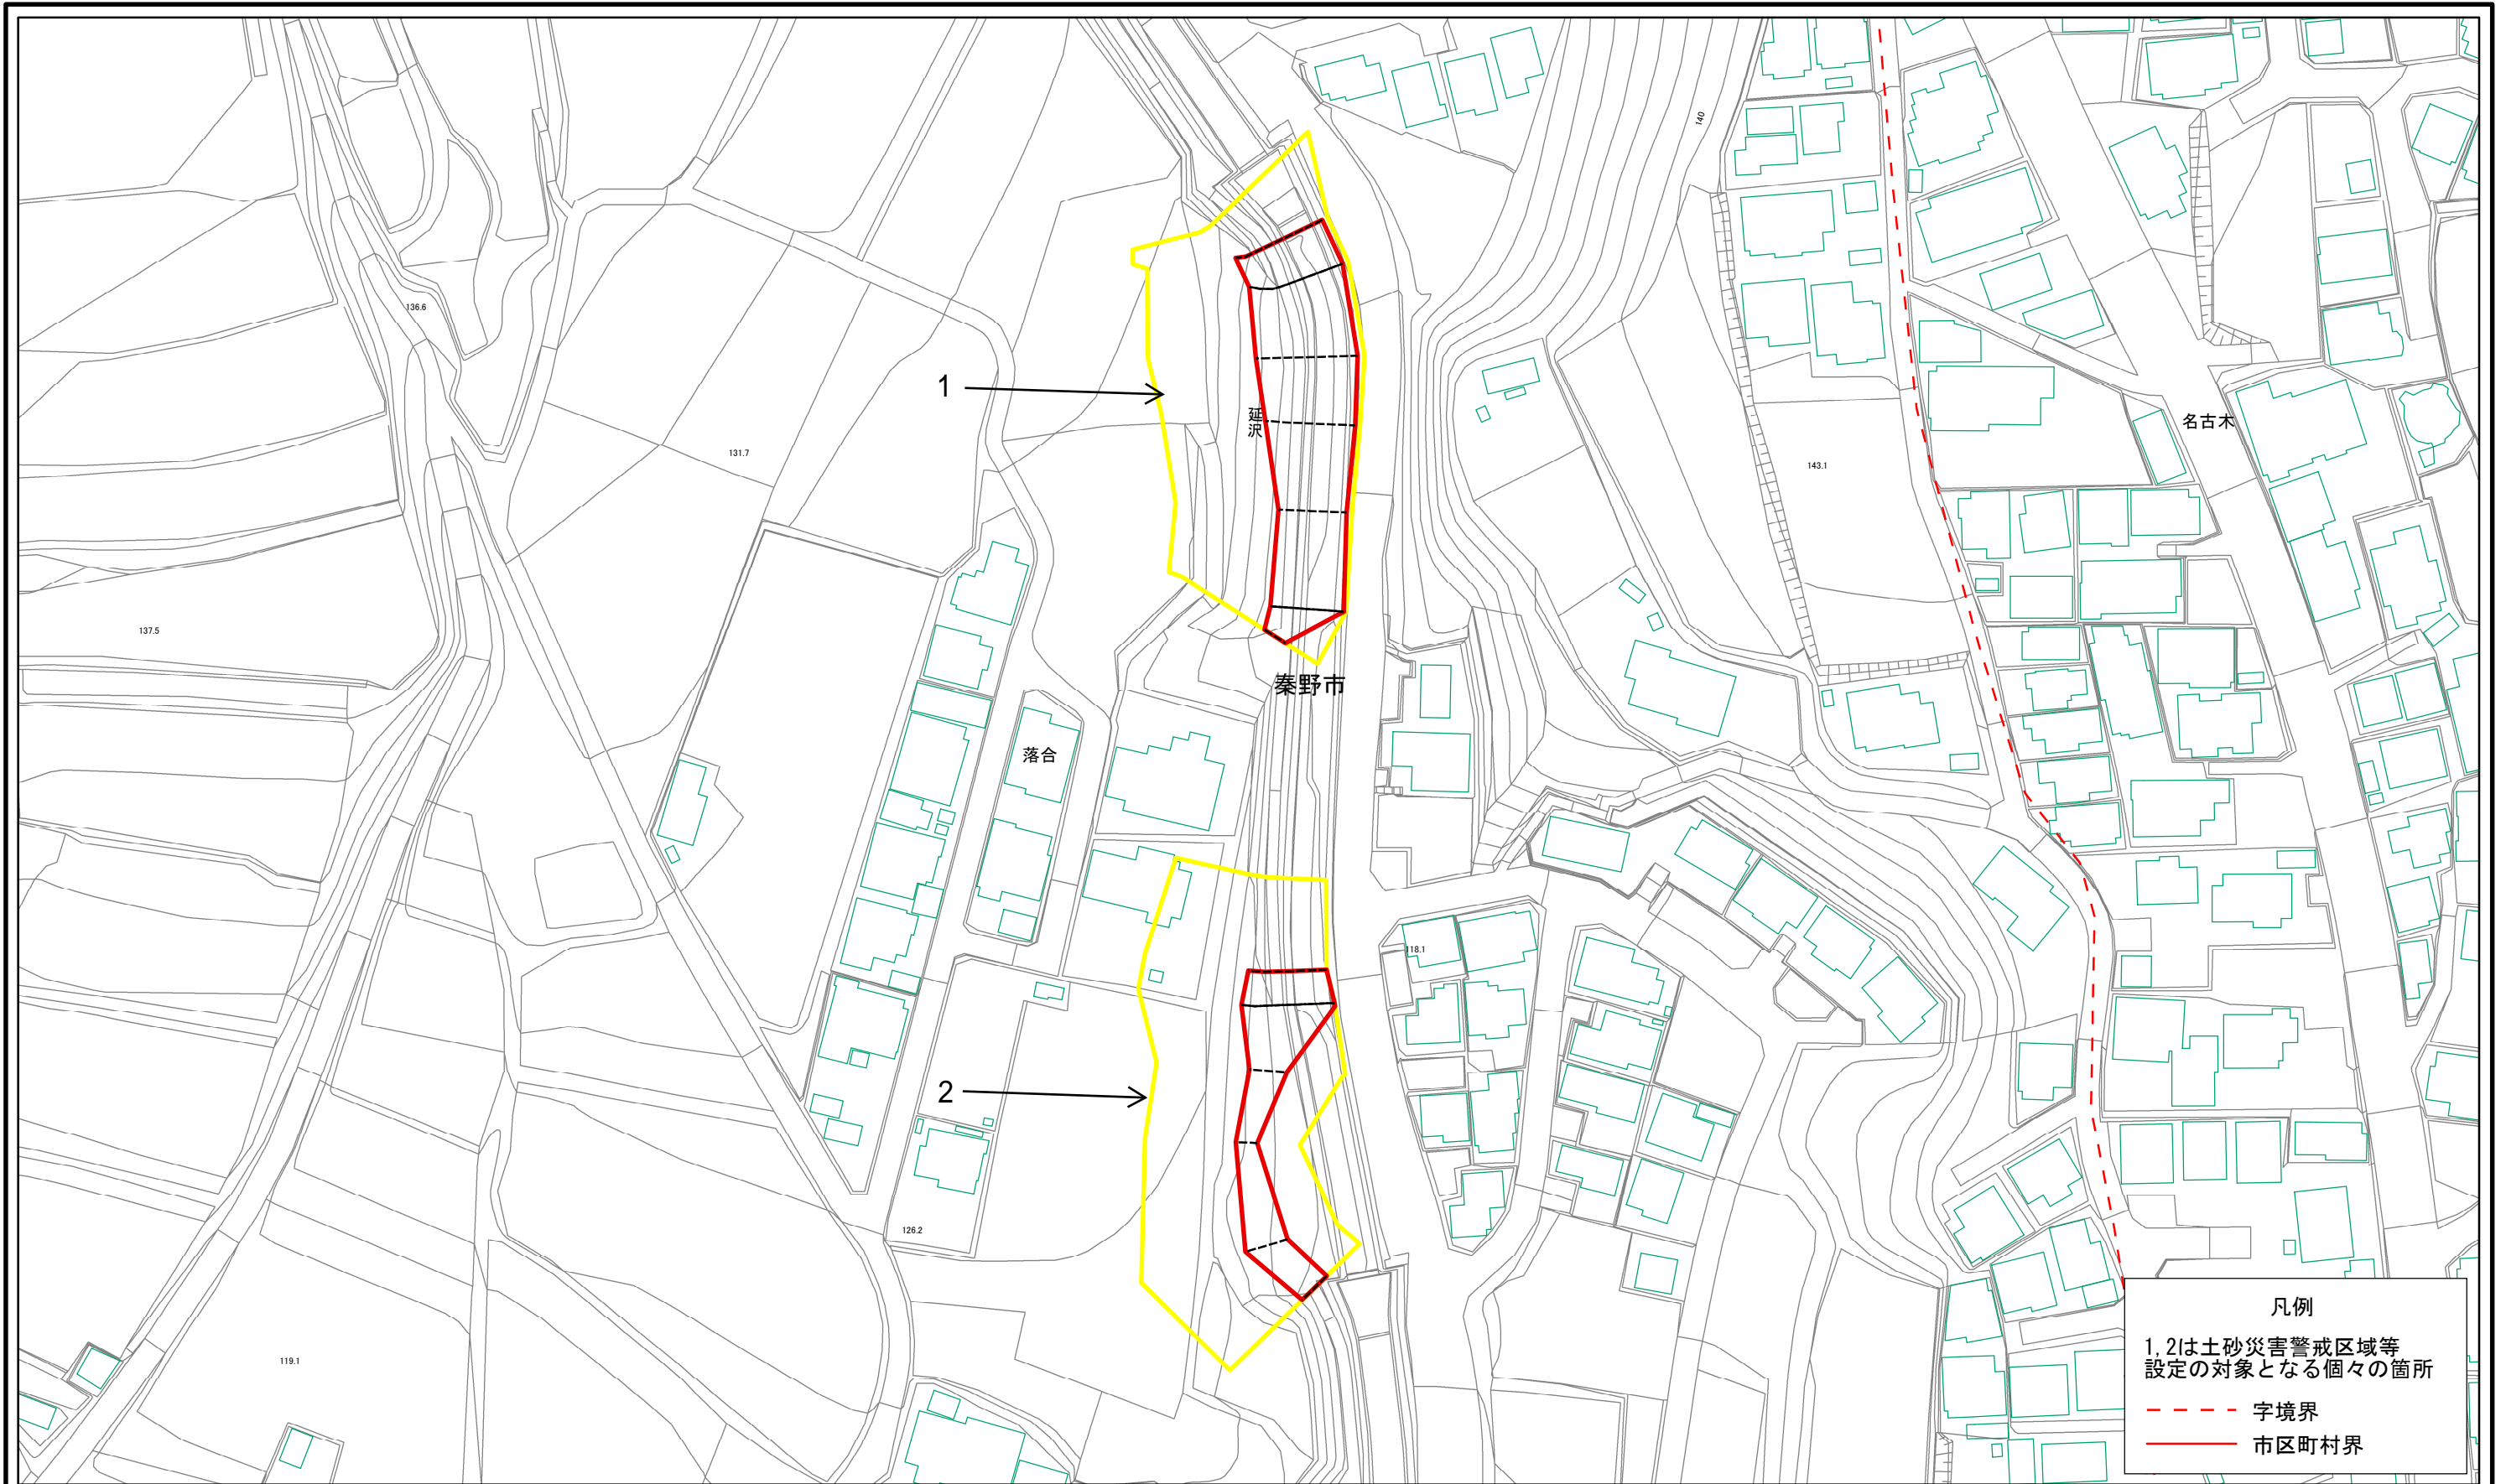 140
136.6
1
延沢
名古木
131.7
143.1
137.5
秦野市
落合
118.1
2
126.2
119.1
凡例
1,2は土砂災害警戒区域等
設定の対象となる個々の箇所
字境界
市区町村界